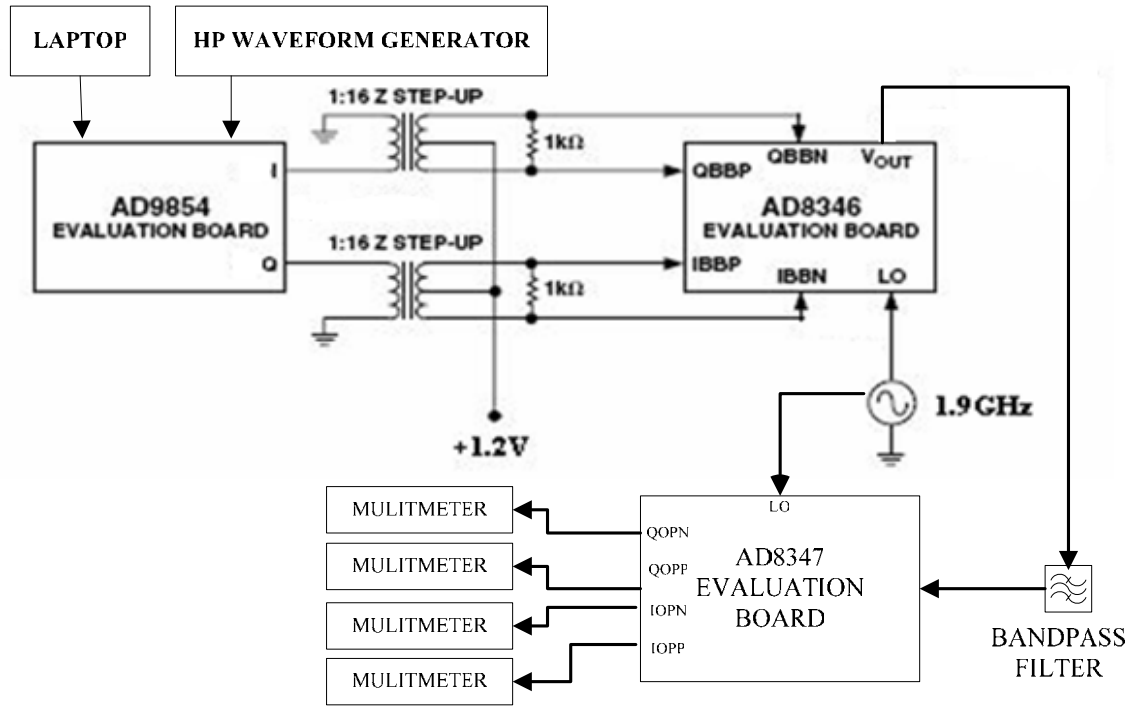 LAPTOP
HP WAVEFORM GENERATOR
1:16 Z STEP-UP
1kΩ
QBBN
VOUT
I
QBBP
AD9854
EVALUATION BOARD
AD8346
EVALUATION BOARD
1:16 Z STEP-UP
Q
IBBP
IBBN
LO
1kΩ
1.9GHz
+1.2V
LO
MULITMETER
QOPN
MULITMETER
QOPP
AD8347
EVALUATION
BOARD
MULITMETER
IOPN
MULITMETER
IOPP
BANDPASS
FILTER